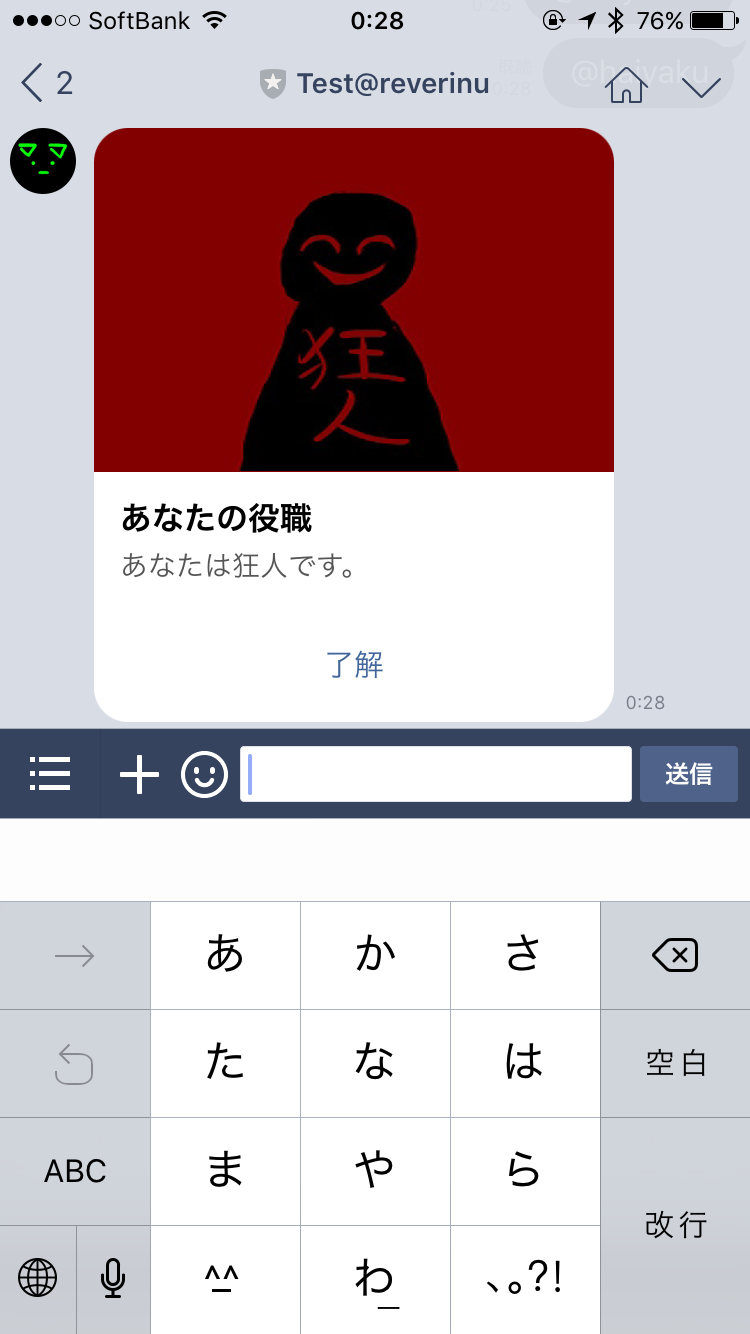 SoftBank 0:28 76%
2 Test@reverinu
@haiyaku
狂
人
あなたの役職
あなたは狂人です。
了解
0:28
送信
→ あ か さ
た な は 空白
ABC ま や ら
改行
^^ わ_ 、。?!